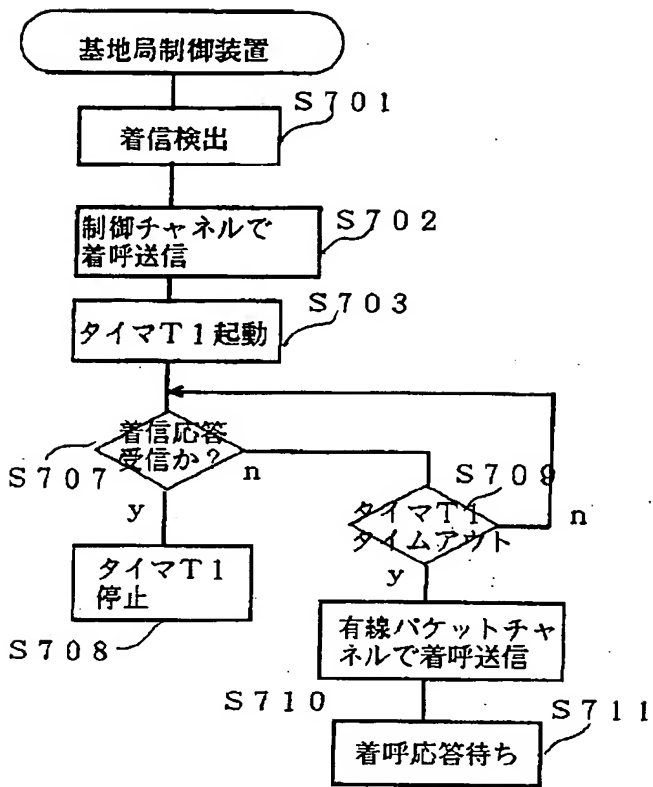 基地局制御装置
S701
着信検出
S702
制御チャネルで
着呼送信
S703
タイマT1起動
着信応答
受信か?
S707
n
y
S709
タイマT1
タイムアウト
n
y
タイマT1
停止
S708
有線パケットチャ
ネルで着呼送信
S710
S711
着呼応答待ち